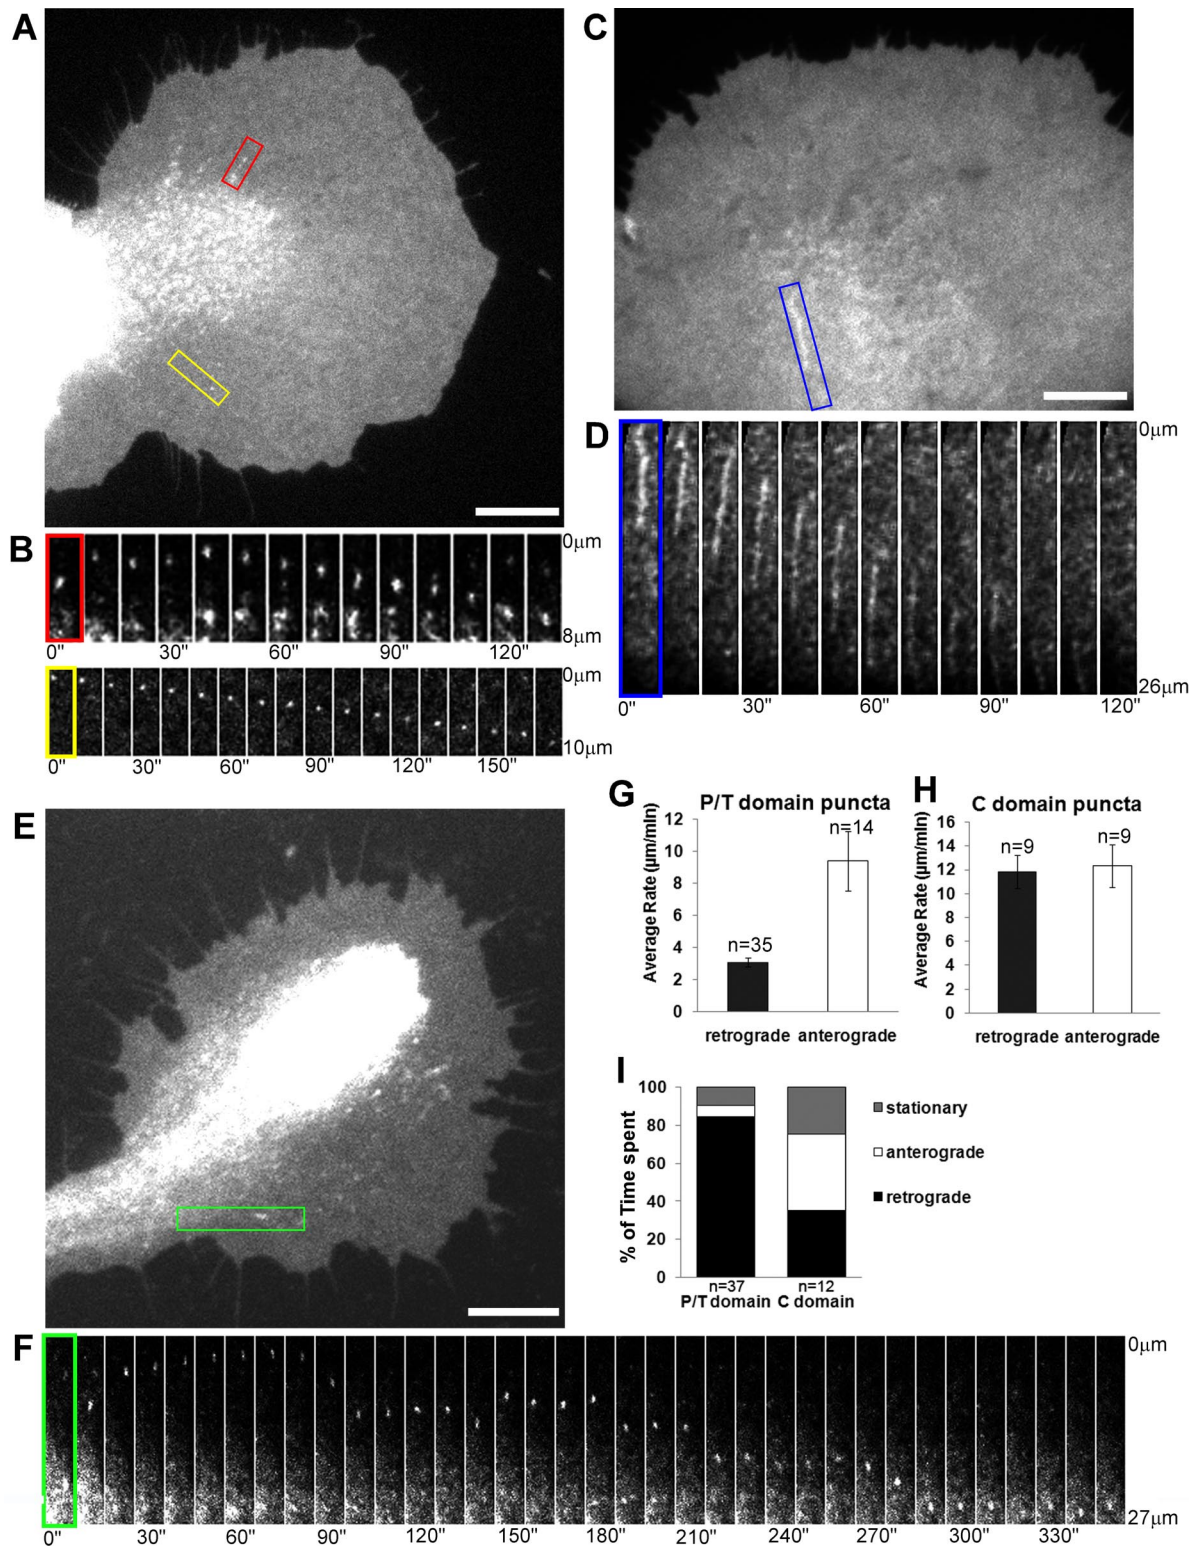 A
C
B
0µm
8µm
0" 30" 60" 90" 120"
0µm
10µm
0" 30" 60" 90" 120" 150"
D
0µm
26µm
0" 30" 60" 90" 120"
E
G
P/T domain puncta
Average Rate (µm/mIn)
12
10
8
6
4
2
0
n=35
n=14
retrograde anterograde
H
C domain puncta
Average Rate (µm/mIn)
16
14
12
10
8
6
4
2
0
n=9
n=9
retrograde anterograde
I
% of Time spent
100
80
60
40
20
0
n=37 n=12
P/T domain C domain
stationary
anterograde
retrograde
F
0µm
27µm
0" 30" 60" 90" 120" 150" 180" 210" 240" 270" 300" 330"